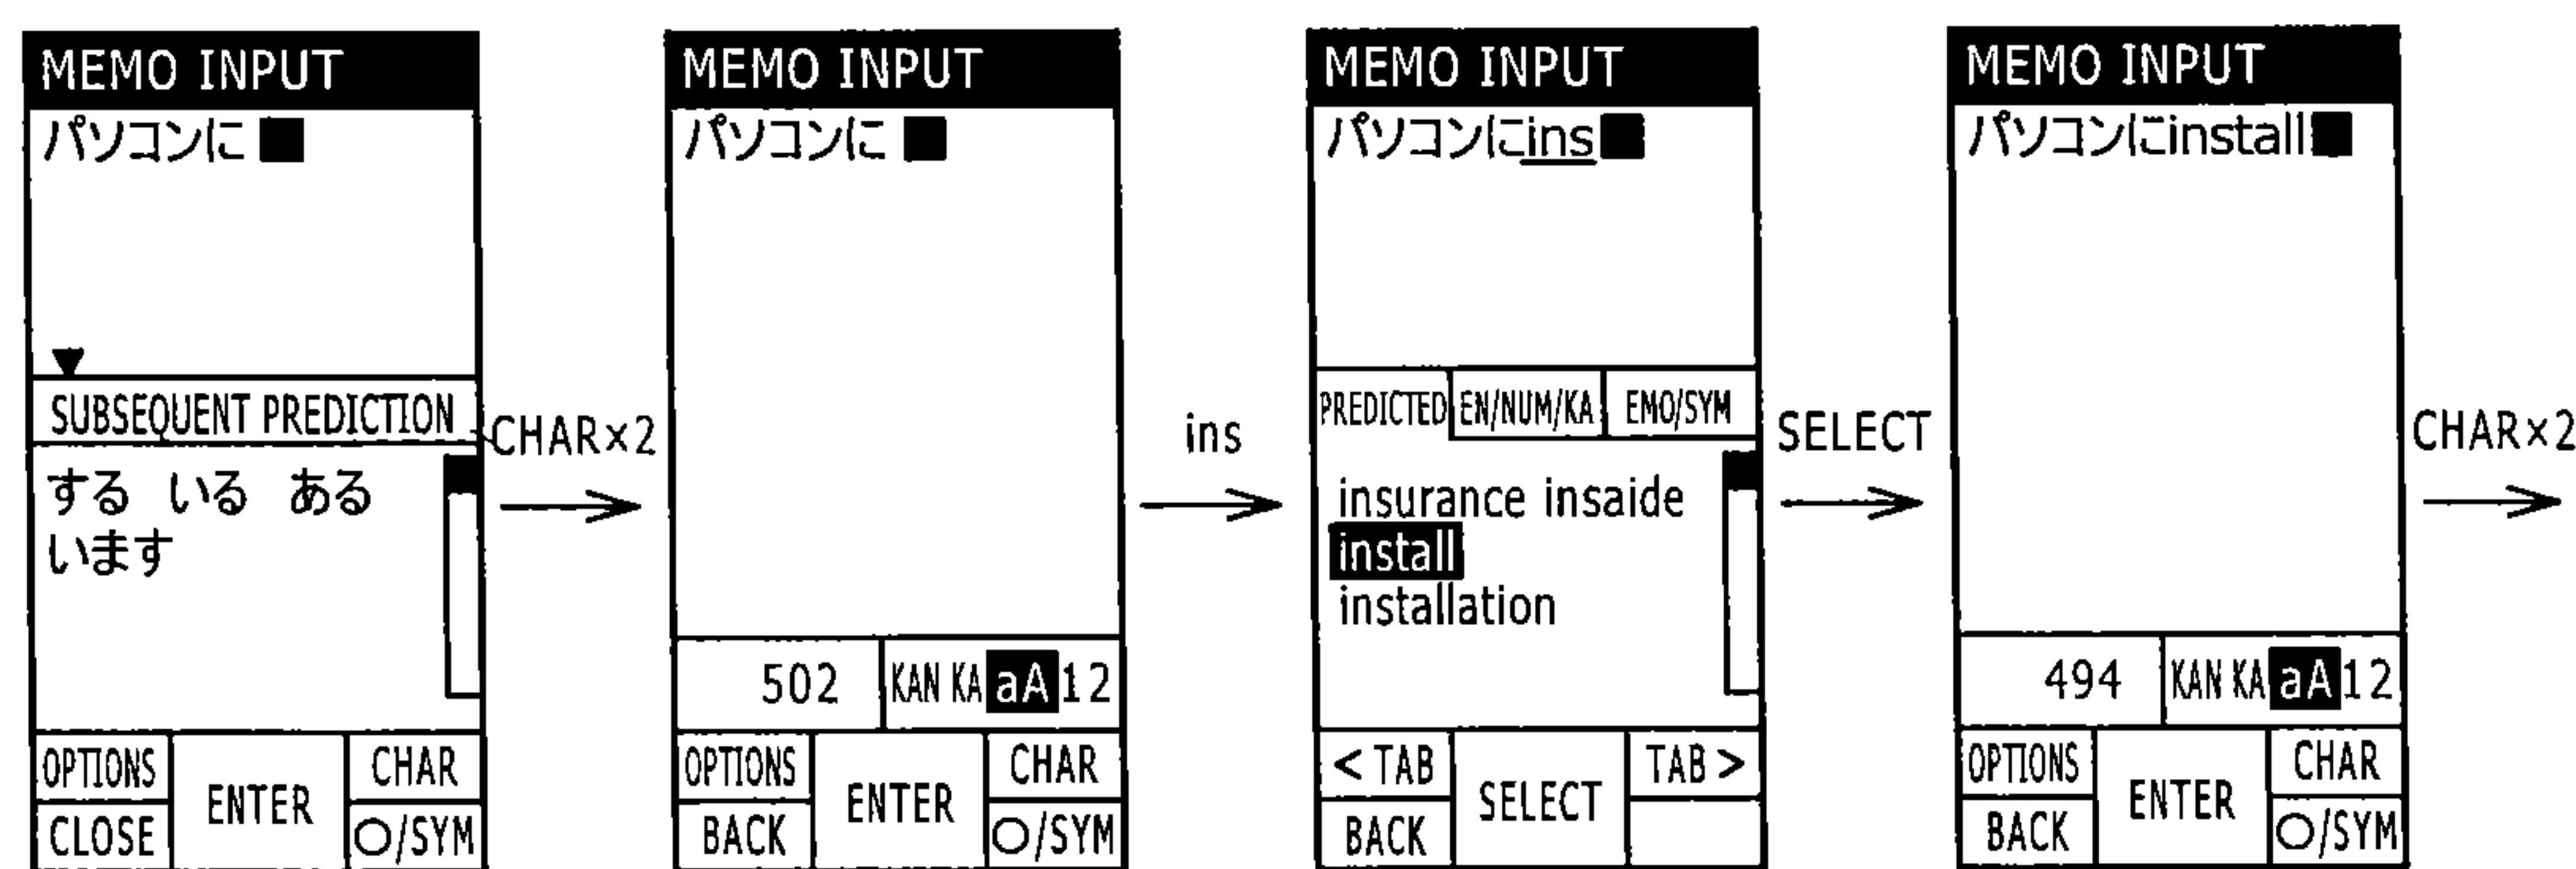 MEMO INPUT
パソコンに
SUBSEQUENT PREDICTION
する いる ある
います
OPTIONS
ENTER
CHAR
CLOSE
○/SYM
CHAR×2
MEMO INPUT
パソコンに
502
KAN KA aA 12
OPTIONS
ENTER
CHAR
BACK
○/SYM
ins
MEMO INPUT
パソコンにins
PREDICTED EN/NUM/KA EMO/SYM
insurance insaide
install
installation
< TAB
SELECT
TAB >
BACK
SELECT
MEMO INPUT
パソコンにinstall
494
KAN KA aA 12
OPTIONS
ENTER
CHAR
BACK
○/SYM
CHAR×2